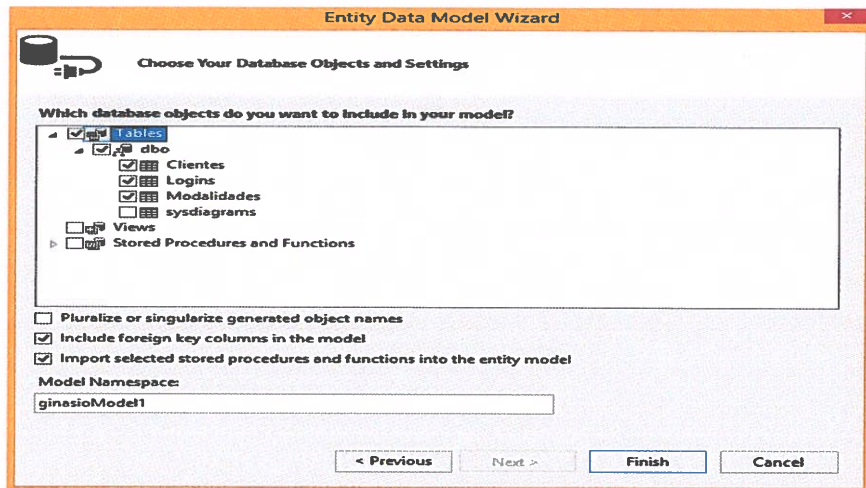 Entity Data Model Wizard
Choose Your Database Objects and Settings
Which database objects do you want to include in your model?
Tables
dbo
Clientes
Logins
Modalidades
sysdiagrams
Views
Stored Procedures and Functions
Pluralize or singularize generated object names
Include foreign key columns in the model
Import selected stored procedures and functions into the entity model
Model Namespace:
ginasioModel1
< Previous Next > Finish Cancel